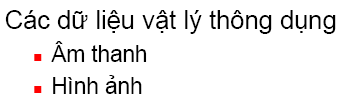 Các dữ liệu vật lý thông dụng
Âm thanh
Hình ảnh